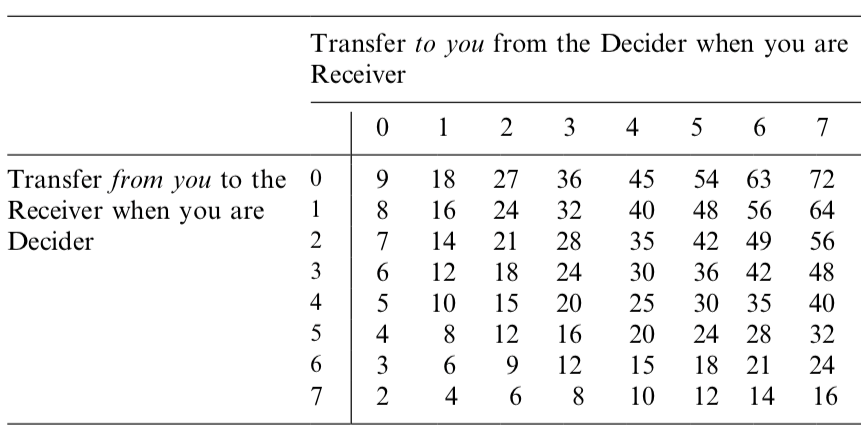 Transfer to you from the Decider when you are
Receiver
0 1 2 3 4 5 6 7
Transfer from you to the 0 9 18 27 36 45 54 63 72
Receiver when you are 1 8 16 24 32 40 48 56 64
Decider 2 7 14 21 28 35 42 49 56
3 6 12 18 24 30 36 42 48
4 5 10 15 20 25 30 35 40
5 4 8 12 16 20 24 28 32
6 3 6 9 12 15 18 21 24
7 2 4 6 8 10 12 14 16